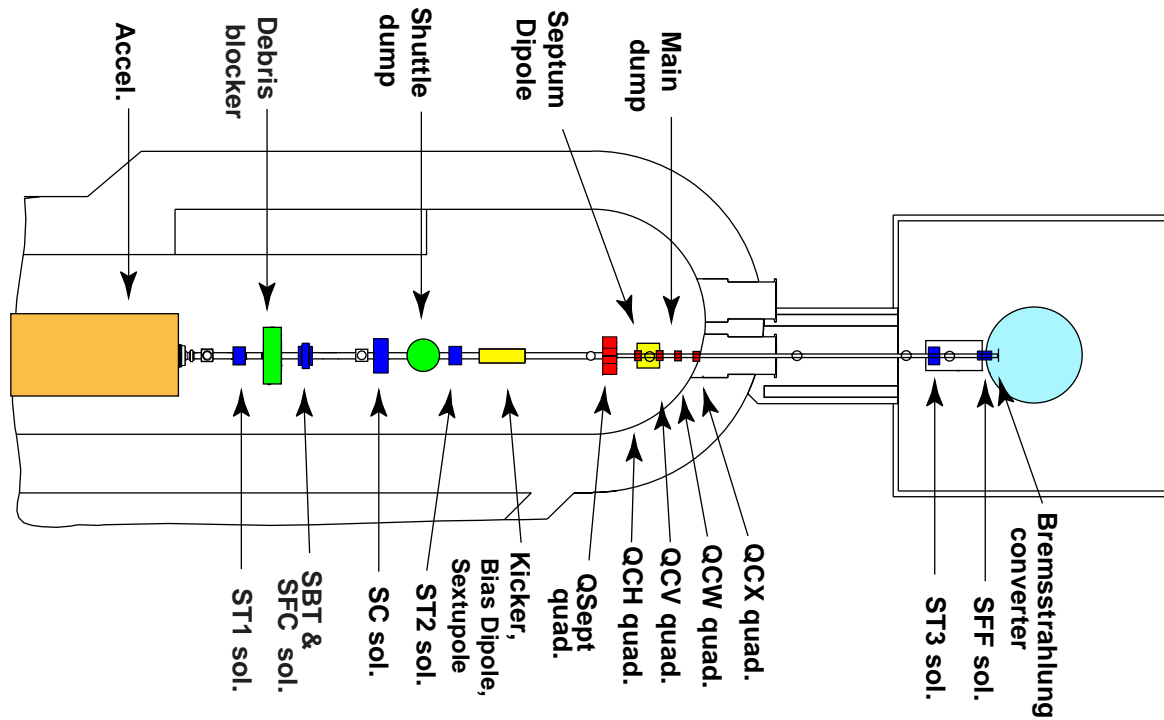 Accel.
Debris
blocker
Shuttle
dump
Septum
Dipole
Main
dump
ST1 sol.
SBT &
SFC sol.
SC sol.
ST2 sol.
Kicker,
Bias Dipole,
Sextupole
QSept
quad.
QCH quad.
QCV quad.
QCW quad.
QCX quad.
ST3 sol.
SFF sol.
Bremsstrahlung
converter